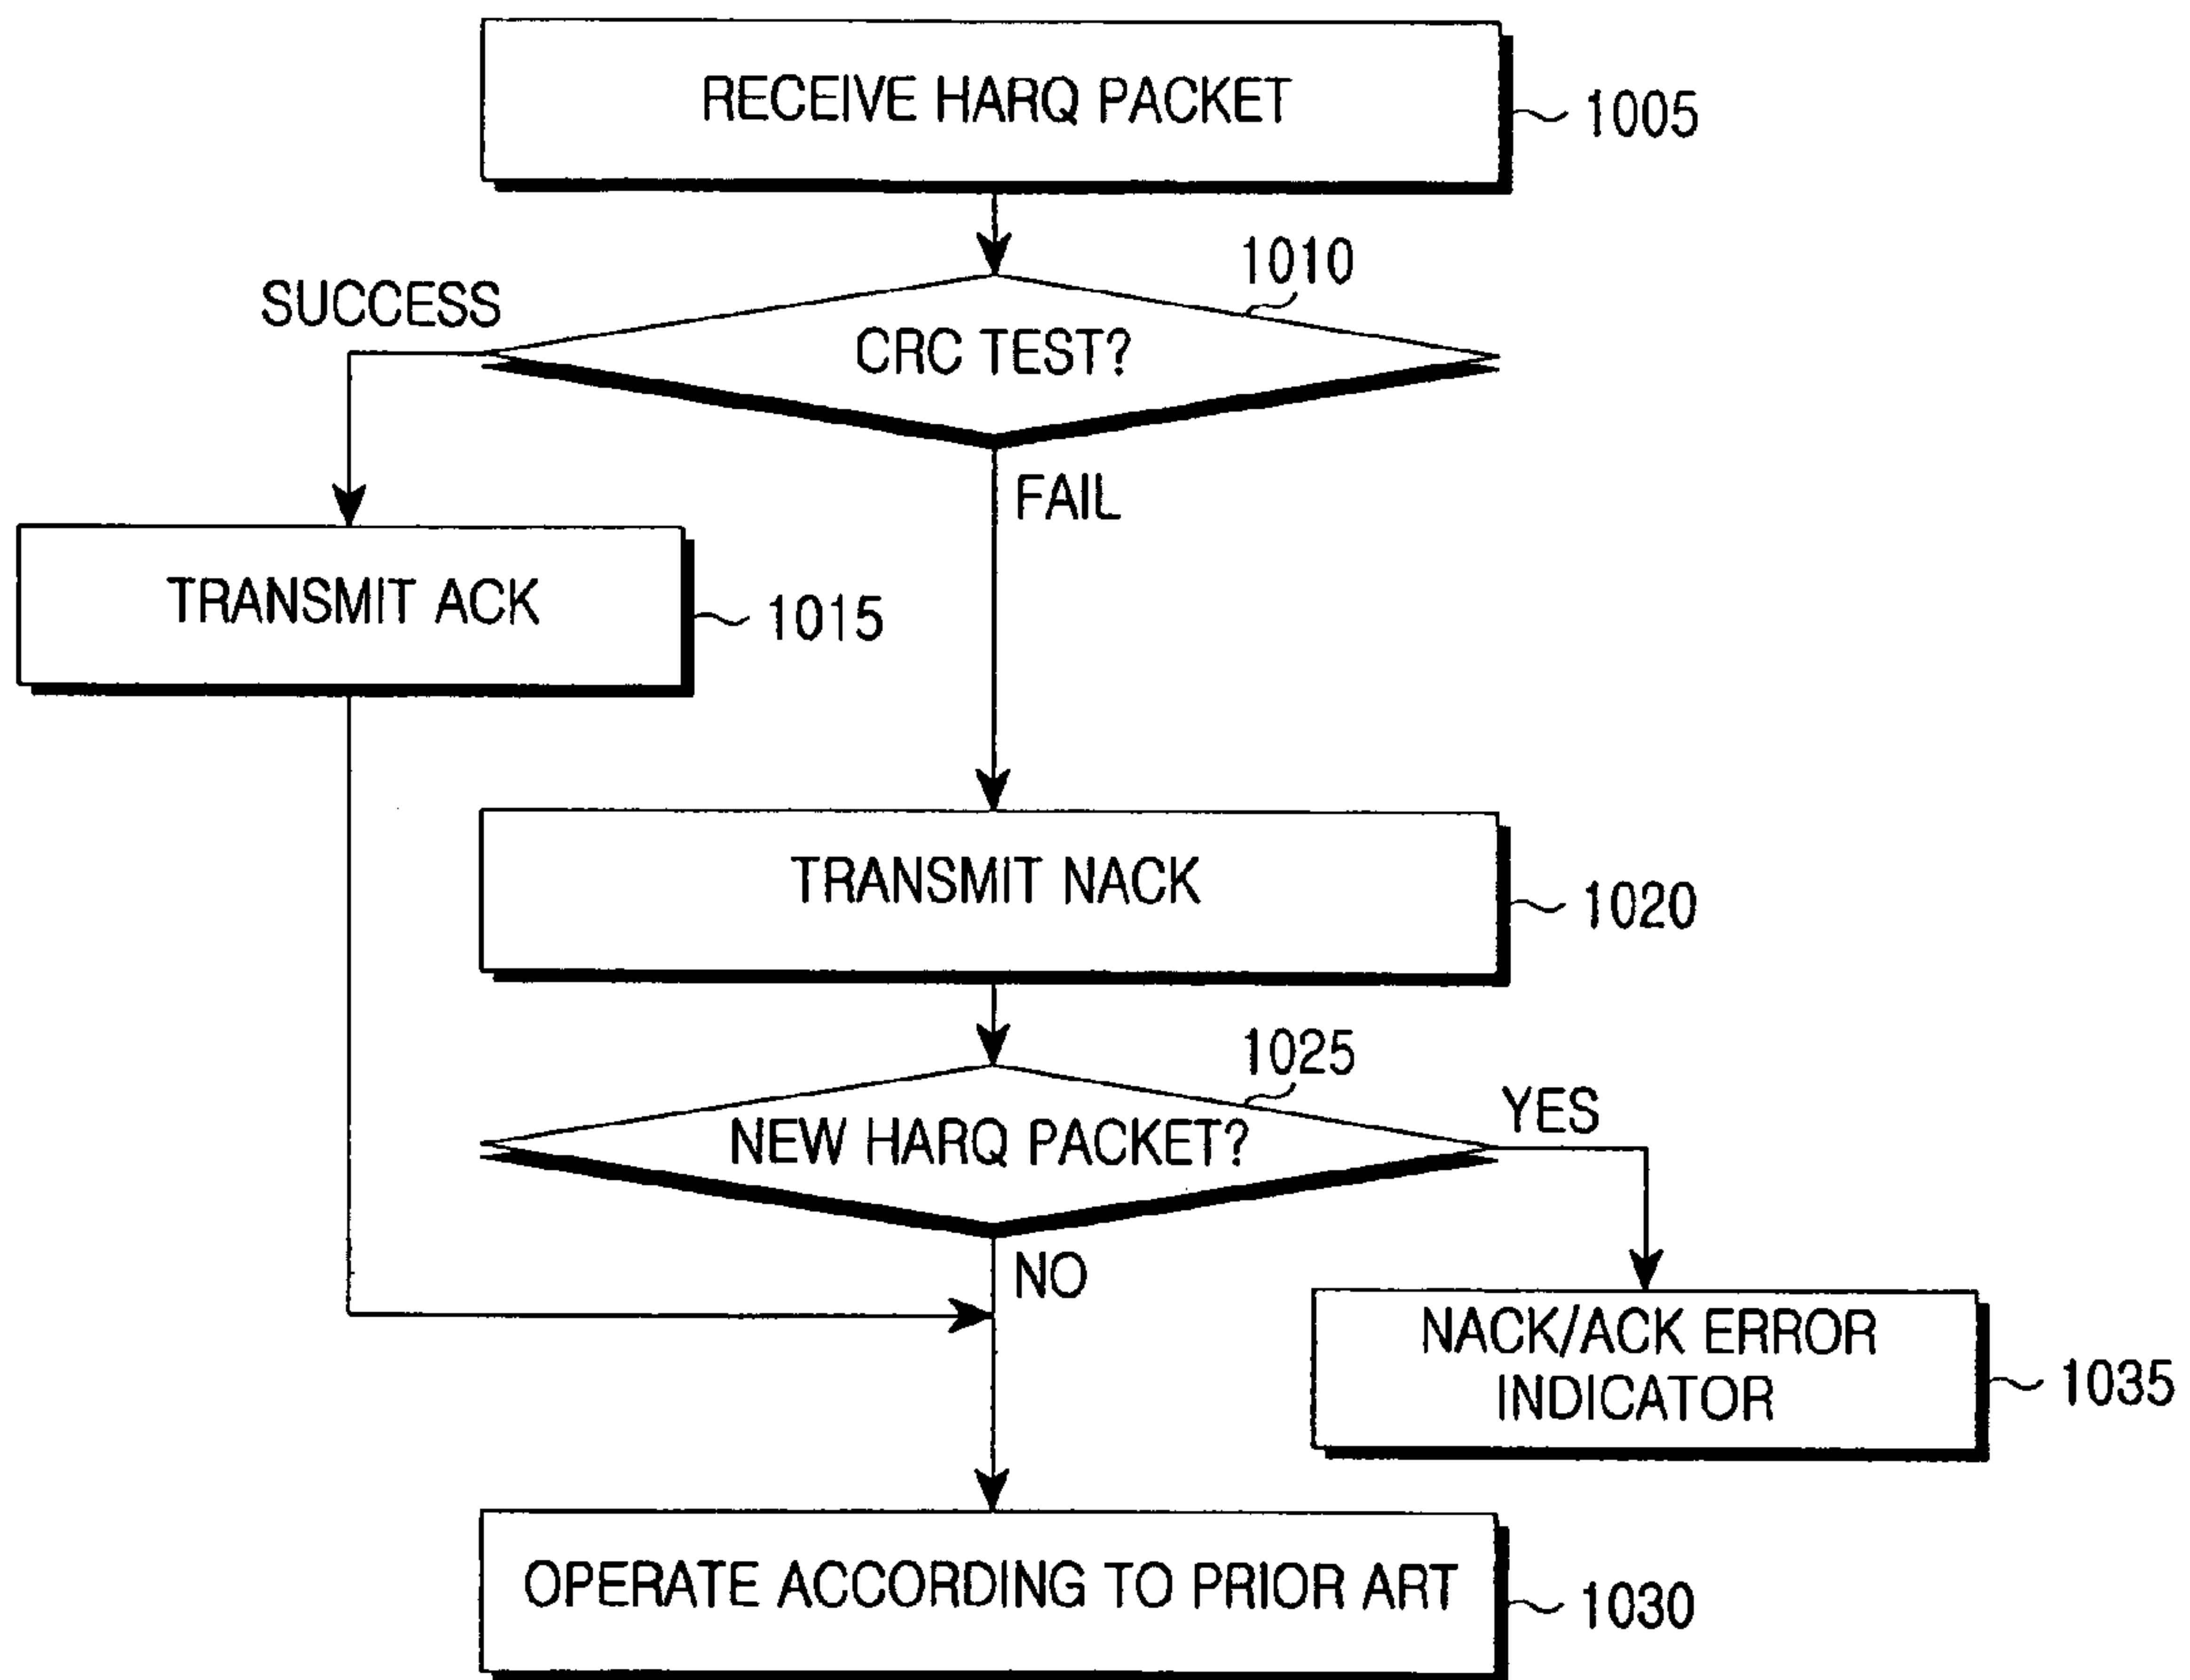 RECEIVE HARQ PACKET
1005
1010
SUCCESS
CRC TEST?
FAIL
TRANSMIT ACK
1015
TRANSMIT NACK
1020
1025
YES
NEW HARQ PACKET?
NO
NACK/ACK ERROR
INDICATOR
1035
OPERATE ACCORDING TO PRIOR ART
1030